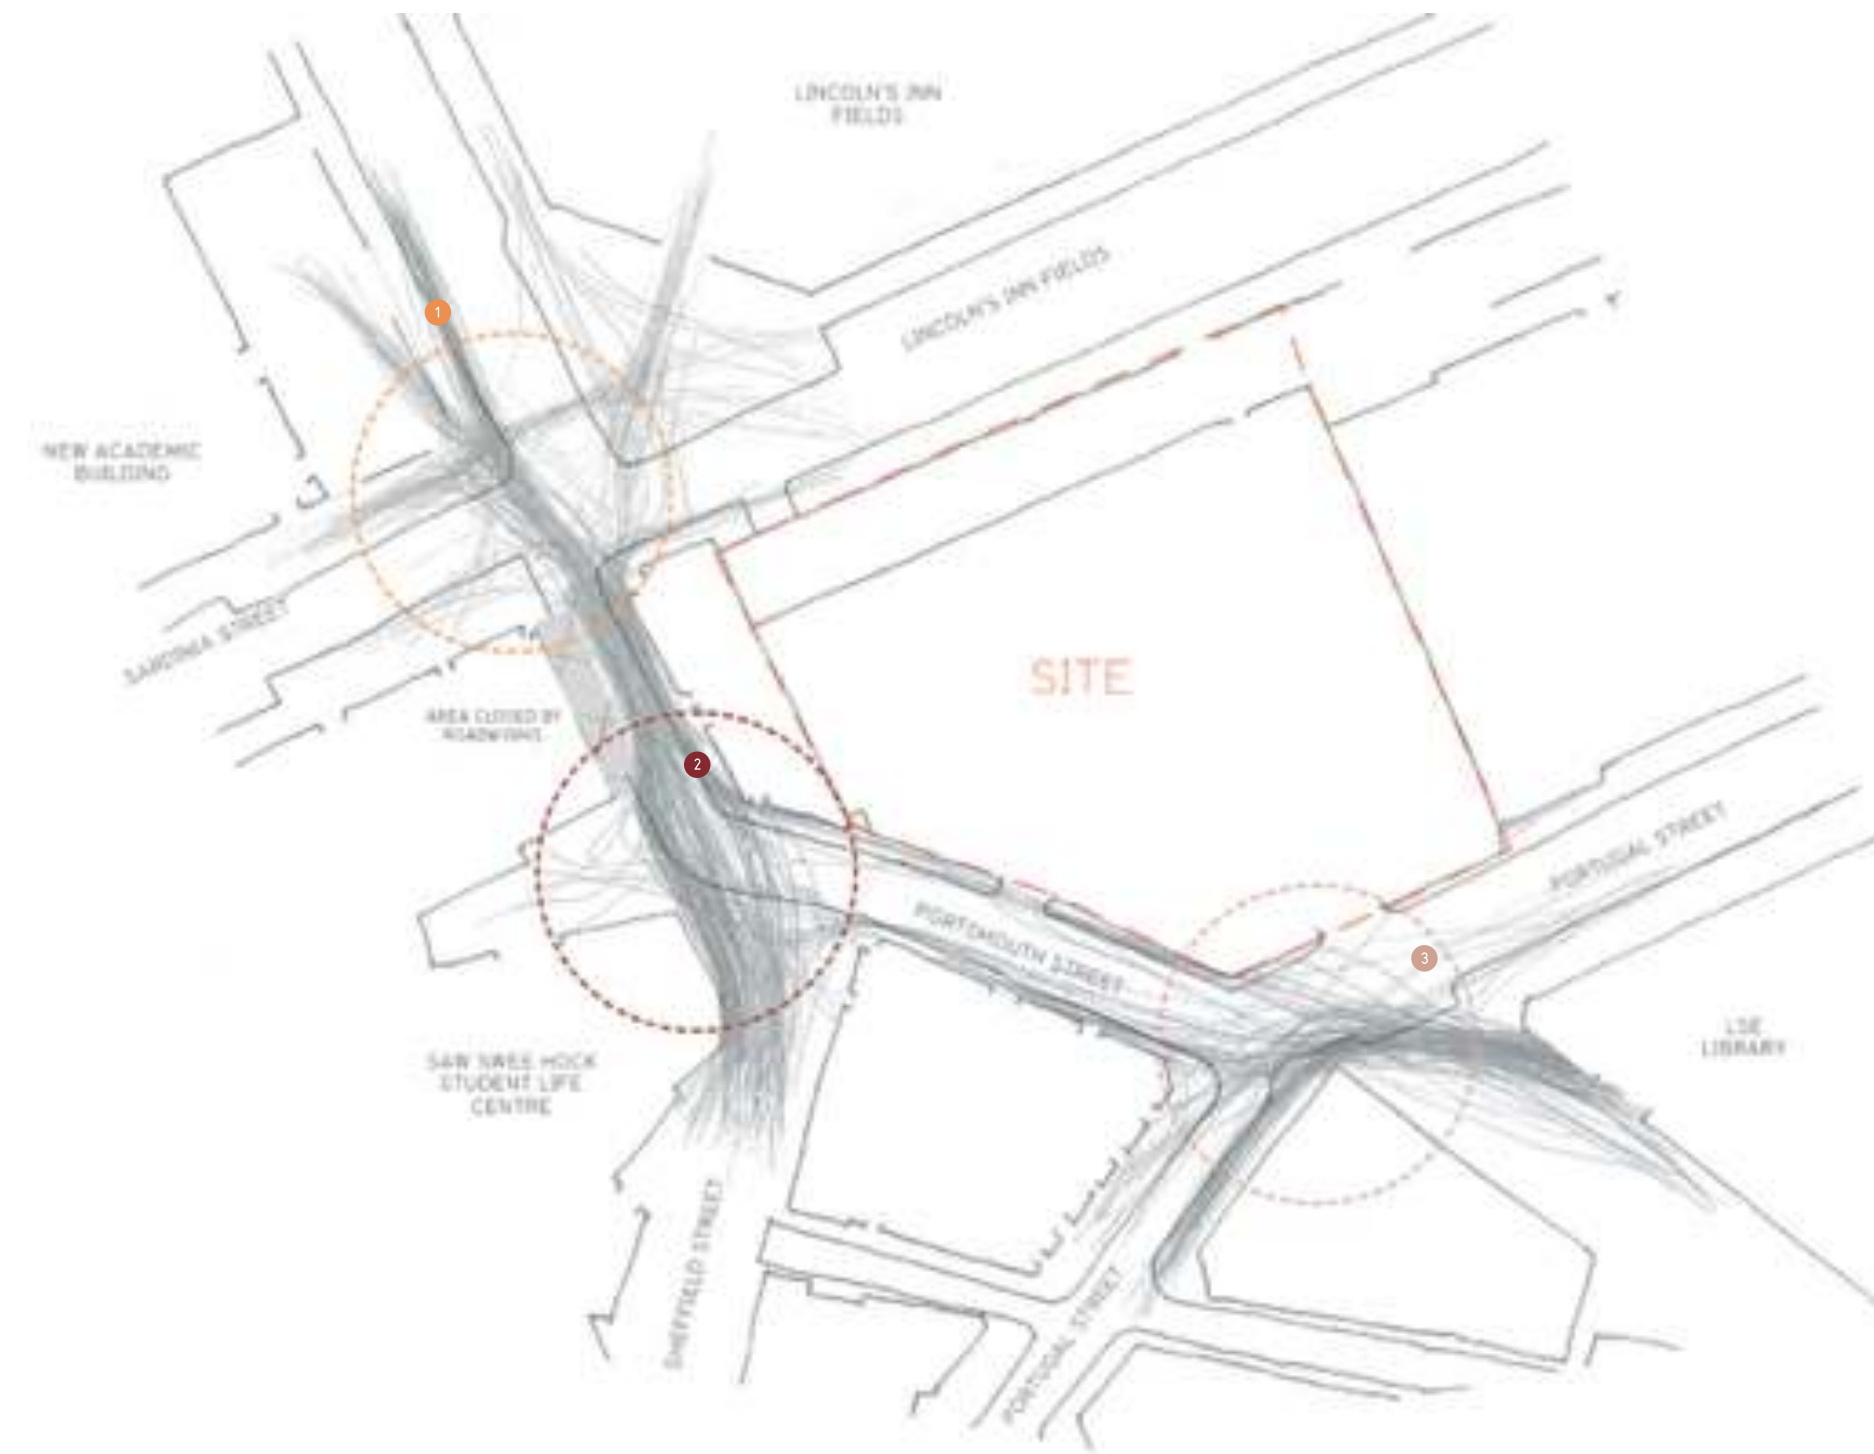 LINCOLN'S INN
FIELDS
LINCOLN'S INN FIELDS
1
NEW ACADEMIC
BUILDING
SARDINIA STREET
SITE
AREA CLOSED BY
ROADWORKS
2
PORTUGAL STREET
PORTSMOUTH STREET
3
LSE
LIBRARY
SAW SWEE HOCK
STUDENT LIFE
CENTRE
SHEFFIELD STREET
PORTUGAL STREET